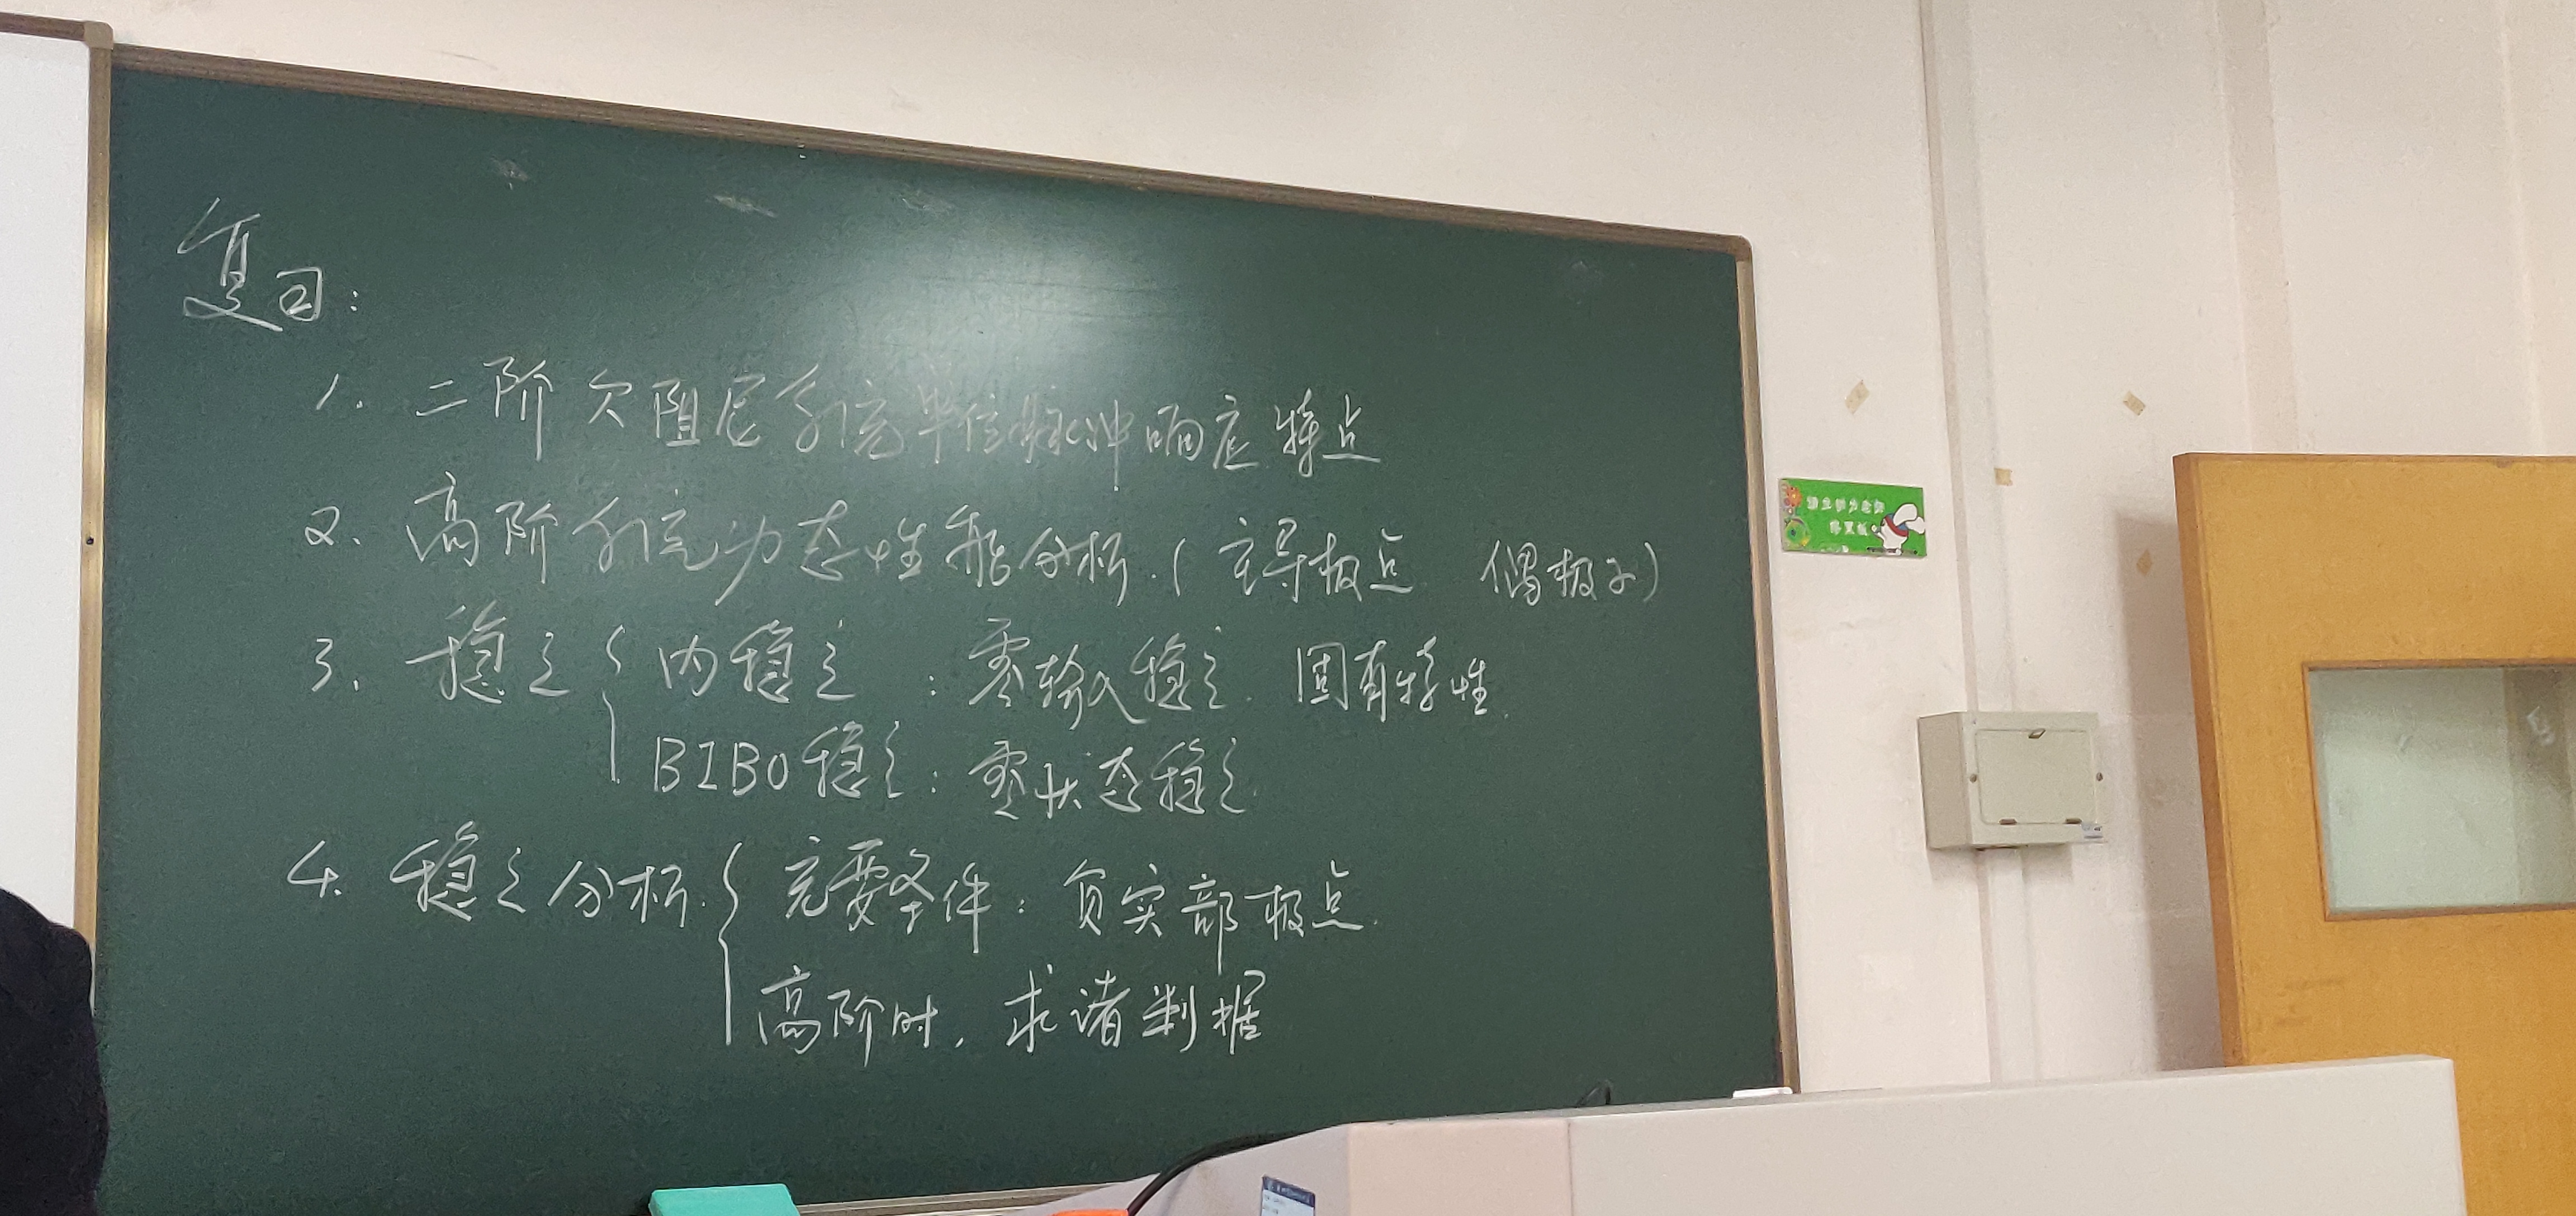 复习：
1. 二阶欠阻尼系统单位脉冲响应特点
2. 高阶系统动态性能分析.（主导极点 偶极子）
3. 稳定 { 内稳定：零输入稳定. 固有特性.
BIBO稳定：零状态稳定
4. 稳定分析. { 充要条件：负实部极点.
高阶时，求诸判据